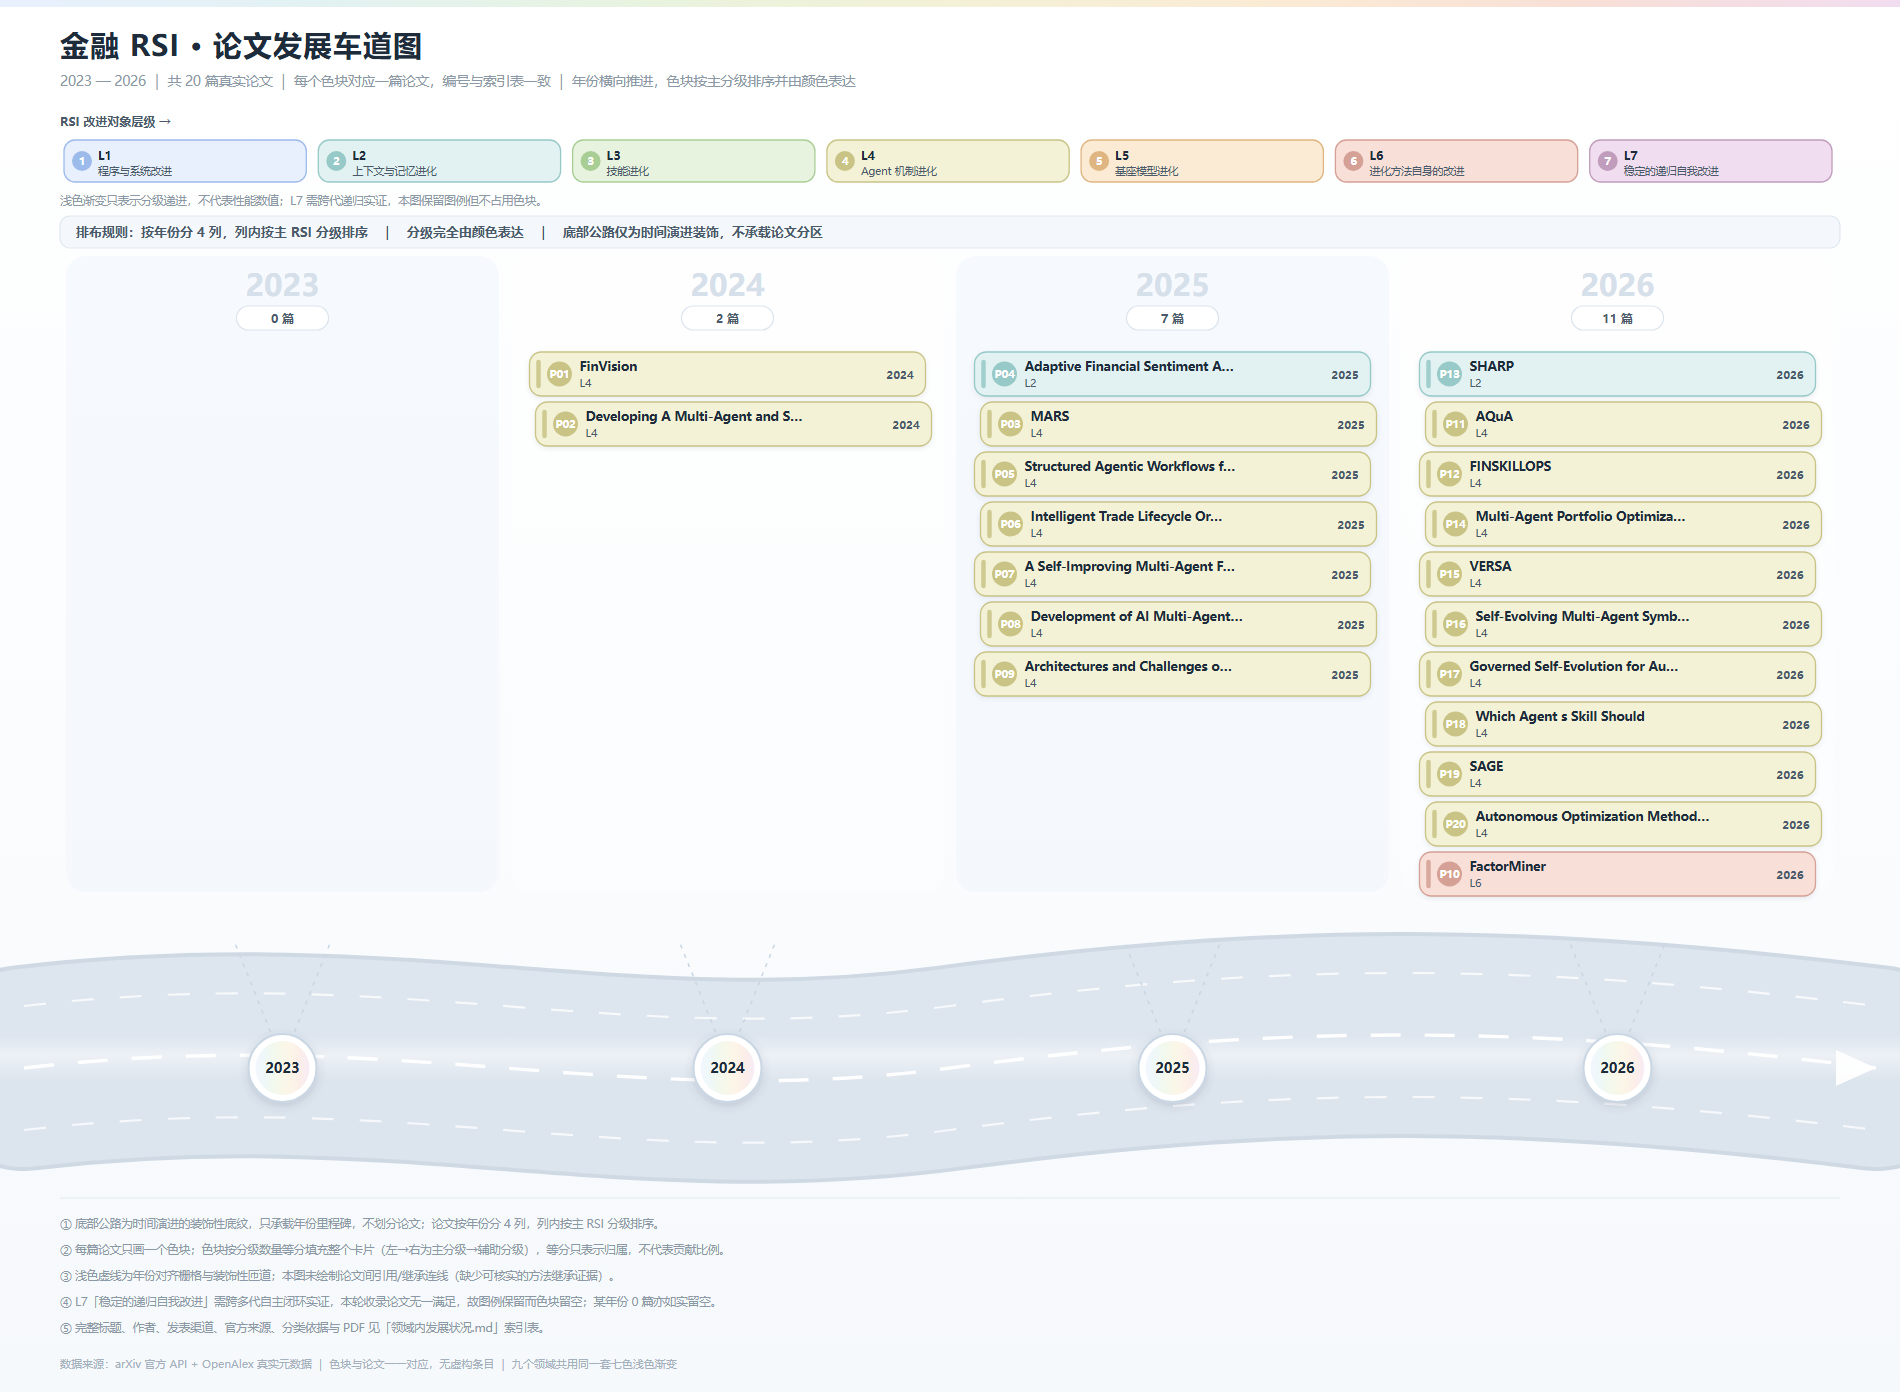 金融 RSI · 论文发展车道图
2023 — 2026 | 共 20 篇真实论文 | 每个色块对应一篇论文，编号与索引表一致 | 年份横向推进，色块按主分级排序并由颜色表达
RSI 改进对象层级 →
1 L1 程序与系统改进
2 L2 上下文与记忆进化
3 L3 技能进化
4 L4 Agent 机制进化
5 L5 基座模型进化
6 L6 进化方法自身的改进
7 L7 稳定的递归自我改进
浅色渐变只表示分级递进，不代表性能数值；L7 需跨代递归实证，本图保留图例但不占用色块。
排布规则：按年份分 4 列，列内按主 RSI 分级排序 | 分级完全由颜色表达 | 底部公路仅为时间演进装饰，不承载论文分区
2023
0 篇
2024
2 篇
P01 FinVision L4 2024
P02 Developing A Multi-Agent and S... L4 2024
2025
7 篇
P04 Adaptive Financial Sentiment A... L2 2025
P03 MARS L4 2025
P05 Structured Agentic Workflows f... L4 2025
P06 Intelligent Trade Lifecycle Or... L4 2025
P07 A Self-Improving Multi-Agent F... L4 2025
P08 Development of AI Multi-Agent... L4 2025
P09 Architectures and Challenges o... L4 2025
2026
11 篇
P13 SHARP L2 2026
P11 AQuA L4 2026
P12 FINSKILLOPS L4 2026
P14 Multi-Agent Portfolio Optimiza... L4 2026
P15 VERSA L4 2026
P16 Self-Evolving Multi-Agent Symb... L4 2026
P17 Governed Self-Evolution for Au... L4 2026
P18 Which Agent s Skill Should L4 2026
P19 SAGE L4 2026
P20 Autonomous Optimization Method... L4 2026
P10 FactorMiner L6 2026
2023
2024
2025
2026
① 底部公路为时间演进的装饰性底纹，只承载年份里程碑，不划分论文；论文按年份分 4 列，列内按主 RSI 分级排序。
② 每篇论文只画一个色块；色块按分级数量等分填充整个卡片（左→右为主分级→辅助分级），等分只表示归属，不代表贡献比例。
③ 浅色虚线为年份对齐栅格与装饰性匝道；本图未绘制论文间引用/继承连线（缺少可核实的方法继承证据）。
④ L7「稳定的递归自我改进」需跨多代自主闭环实证，本轮收录论文无一满足，故图例保留而色块留空；某年份 0 篇亦如实留空。
⑤ 完整标题、作者、发表渠道、官方来源、分类依据与 PDF 见「领域内发展状况.md」索引表。
数据来源：arXiv 官方 API + OpenAlex 真实元数据 | 色块与论文一一对应，无虚构条目 | 九个领域共用同一套七色浅色渐变